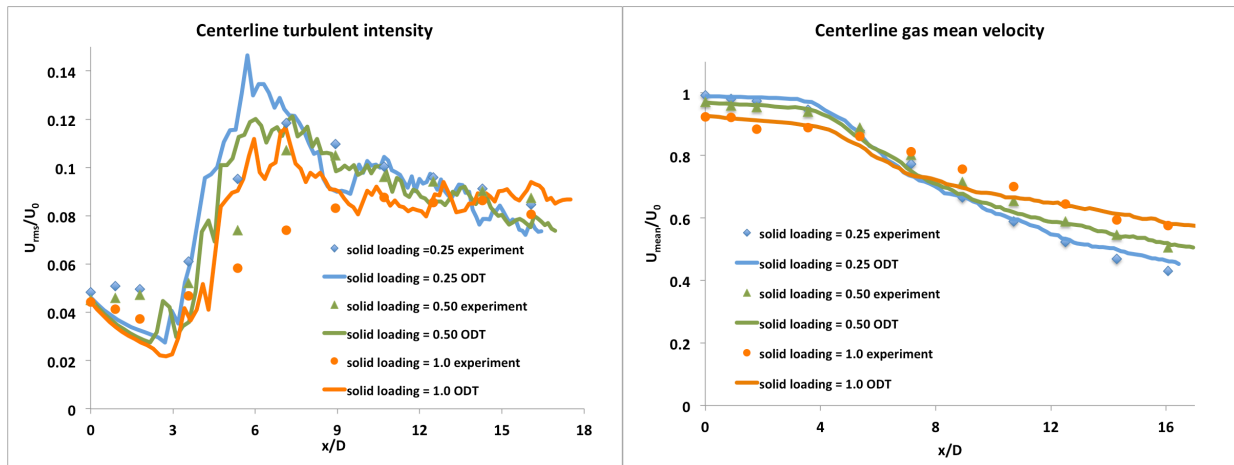 Centerline turbulent intensity
0.14
0.12
0.1
0.08
0.06
0.04
0.02
0
Urms/U0
solid loading =0.25 experiment
solid loading = 0.25 ODT
solid loading = 0.50 experiment
solid loading = 0.50 ODT
solid loading = 1.0 experiment
solid loading = 1.0 ODT
0 3 6 9 12 15 18
x/D
Centerline gas mean velocity
1
0.8
0.6
0.4
0.2
0
Umean/U0
solid loading = 0.25 experiment
solid loading = 0.25 ODT
solid loading = 0.50 experiment
solid loading = 0.50 ODT
solid loading = 1.0 experiment
solid loading = 1.0 ODT
0 4 8 12 16
x/D